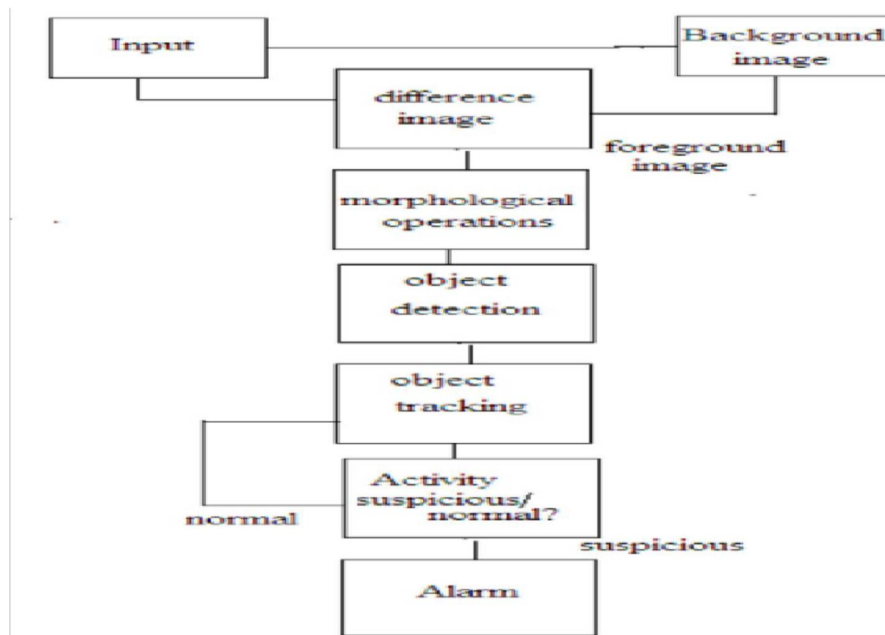 Input
Background
image
difference
image
foreground
image
morphological
operations
object
detection
object
tracking
Activity
suspicious/
normal?
normal
suspicious
Alarm